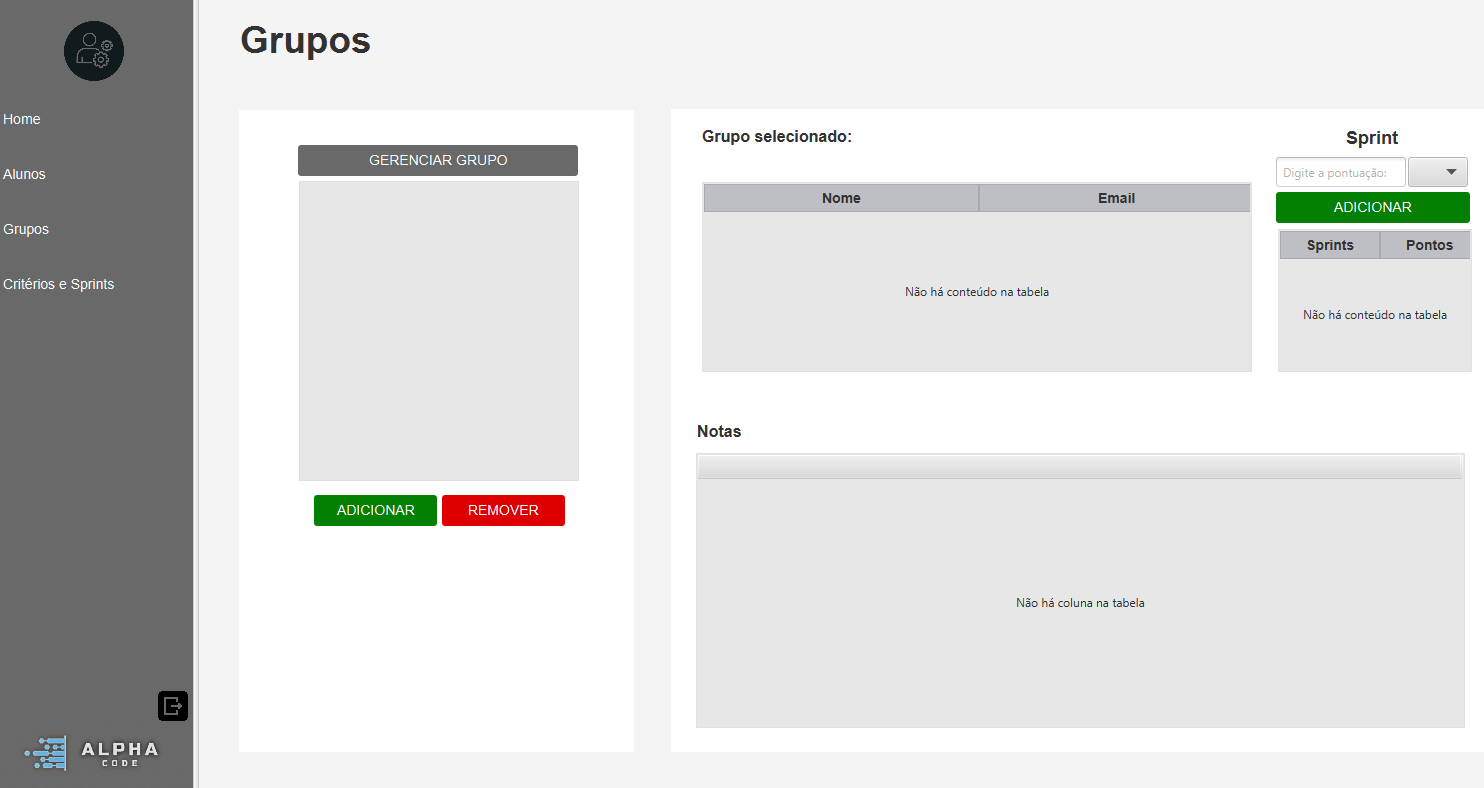 Home
Alunos
Grupos
Critérios e Sprints
ALPHA
CODE
Grupos
GERENCIAR GRUPO
ADICIONAR
REMOVER
Grupo selecionado:
Nome
Email
Não há conteúdo na tabela
Sprint
Digite a pontuação:
ADICIONAR
Sprints
Pontos
Não há conteúdo na tabela
Notas
Não há coluna na tabela